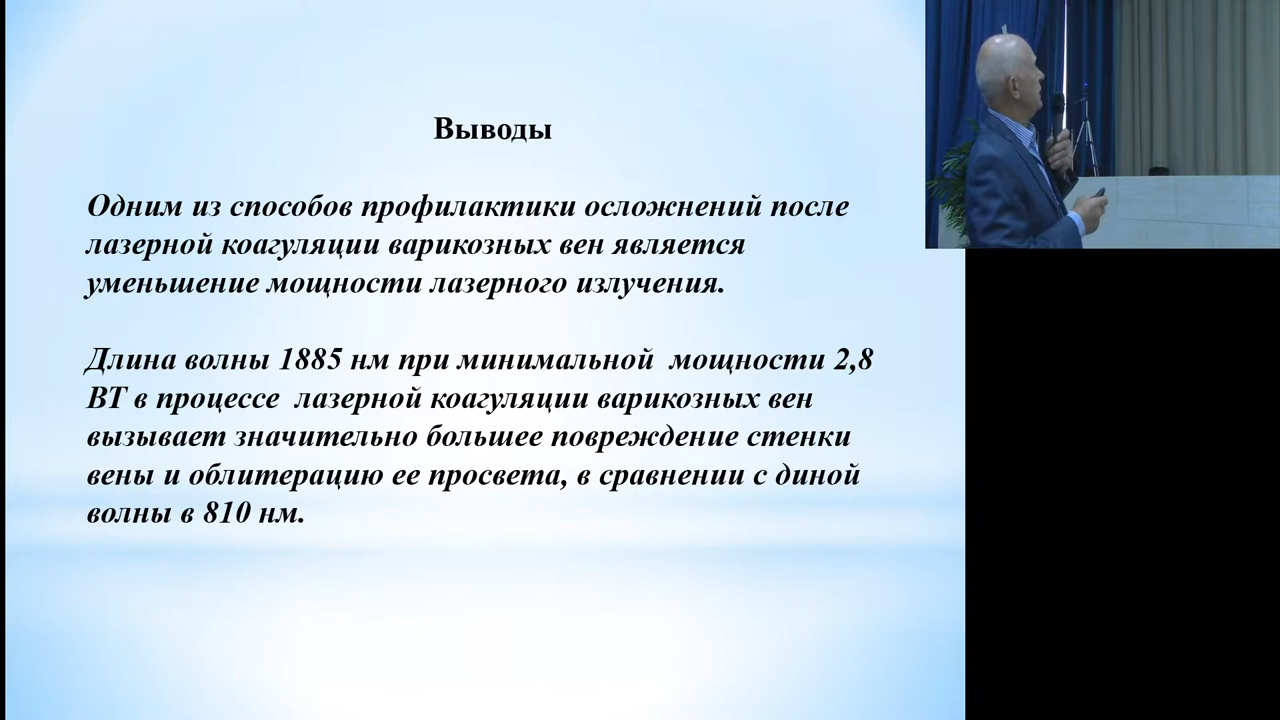 Выводы
Одним из способов профилактики осложнений после
лазерной коагуляции варикозных вен является
уменьшение мощности лазерного излучения.
Длина волны 1885 нм при минимальной мощности 2,8
ВТ в процессе лазерной коагуляции варикозных вен
вызывает значительно большее повреждение стенки
вены и облитерацию ее просвета, в сравнении с диной
волны в 810 нм.